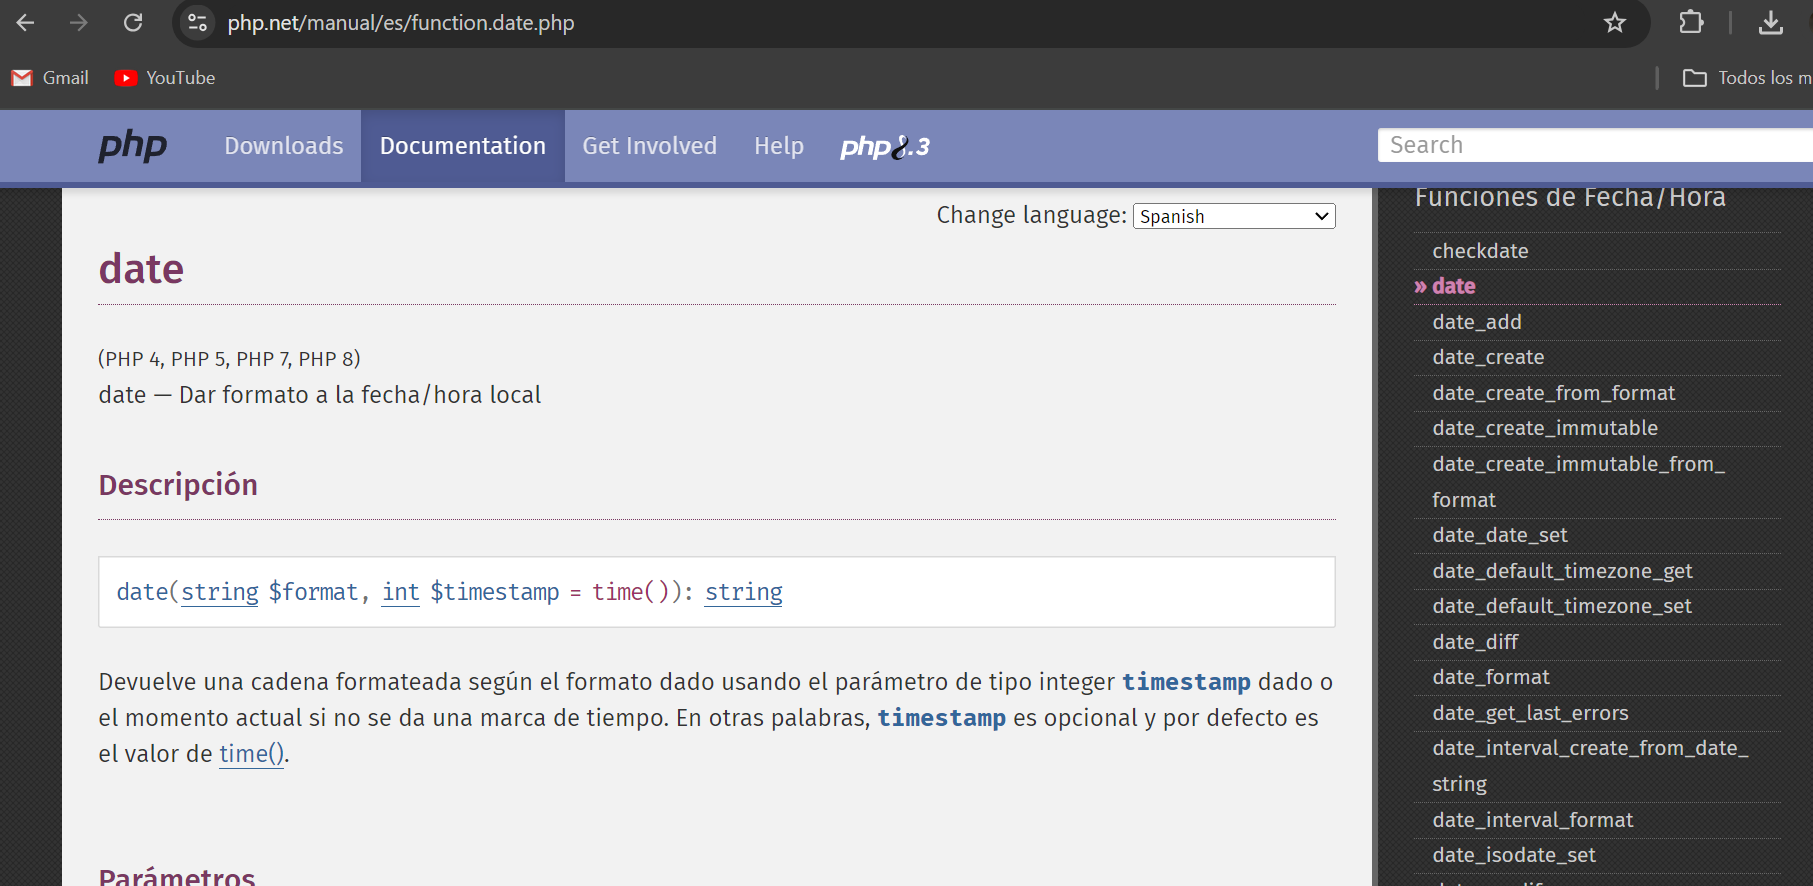 php.net/manual/es/function.date.php
Gmail YouTube Todos los m
php Downloads Documentation Get Involved Help php8.3 Search
Change language: Spanish
date
(PHP 4, PHP 5, PHP 7, PHP 8)
date — Dar formato a la fecha/hora local
Descripción
date(string $format, int $timestamp = time()): string
Devuelve una cadena formateada según el formato dado usando el parámetro de tipo integer timestamp dado o
el momento actual si no se da una marca de tiempo. En otras palabras, timestamp es opcional y por defecto es
el valor de time().
Parámetros
Funciones de Fecha/Hora
checkdate
» date
date_add
date_create
date_create_from_format
date_create_immutable
date_create_immutable_from_
format
date_date_set
date_default_timezone_get
date_default_timezone_set
date_diff
date_format
date_get_last_errors
date_interval_create_from_date_
string
date_interval_format
date_isodate_set